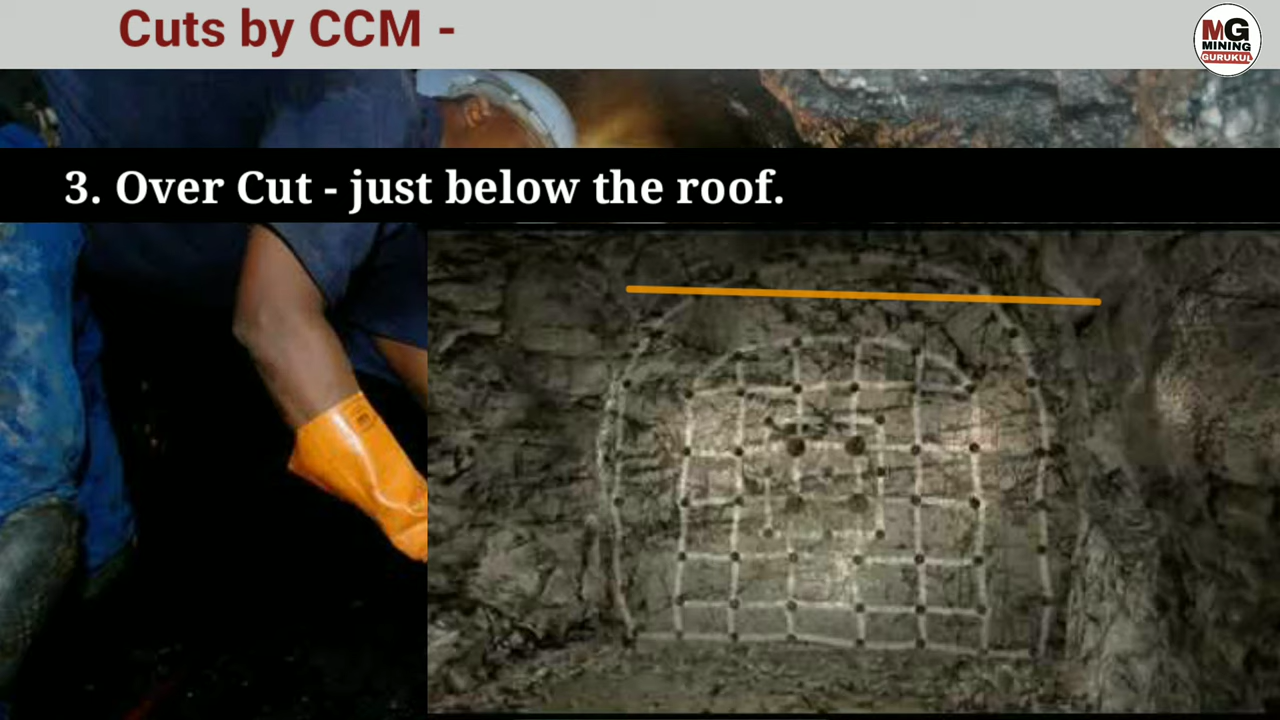 Cuts by CCM -
MG
MINING
GURUKUL
3. Over Cut - just below the roof.